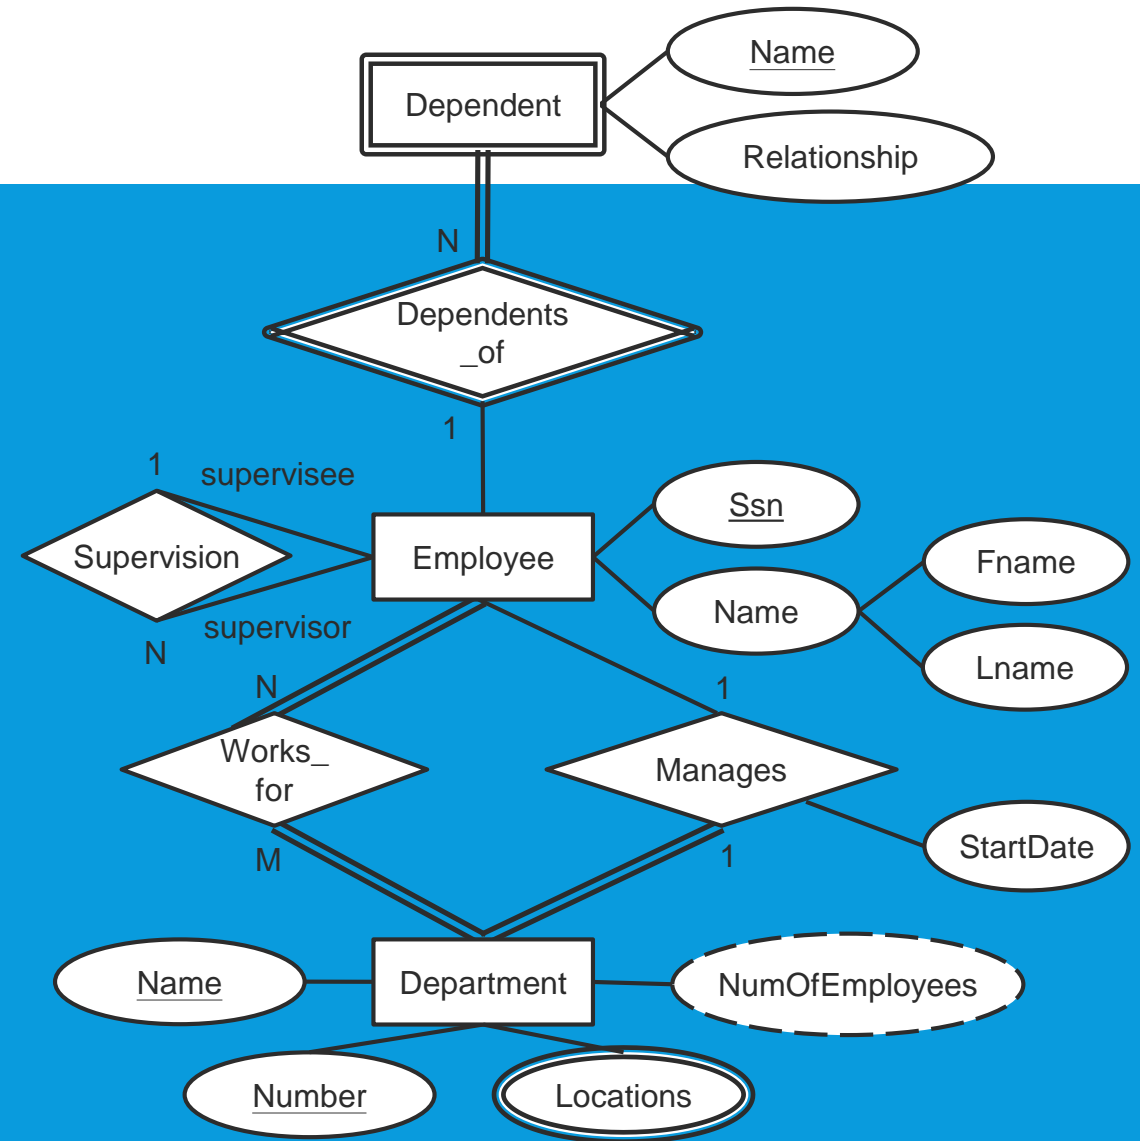 Name
Dependent
Relationship
N
Dependents
_of
1
1
supervisee
Ssn
Supervision
Employee
Fname
Name
supervisor
N
Lname
N
1
Works_
for
Manages
M
1
StartDate
Name
Department
NumOfEmployees
Number
Locations